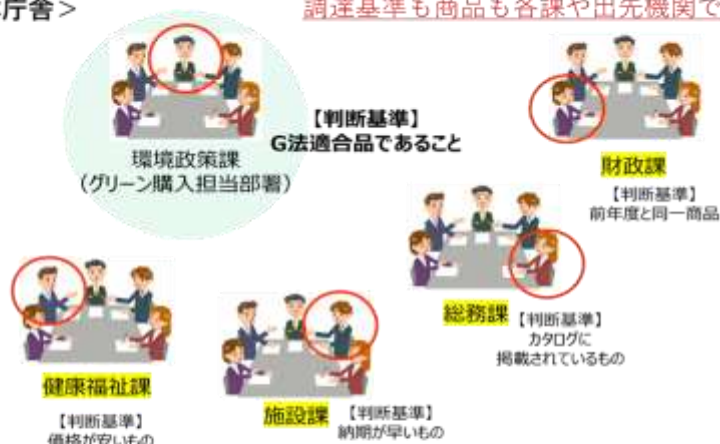 庁舎＞
調達基準も商品も各課や出先機関で
【判断基準】
G法適合品であること
環境政策課
（グリーン購入担当部署）
財政課
【判断基準】
前年度と同一商品
総務課
【判断基準】
カタログに
掲載されているもの
健康福祉課
【判断基準】
価格が安いもの
施設課
【判断基準】
納期が早いもの